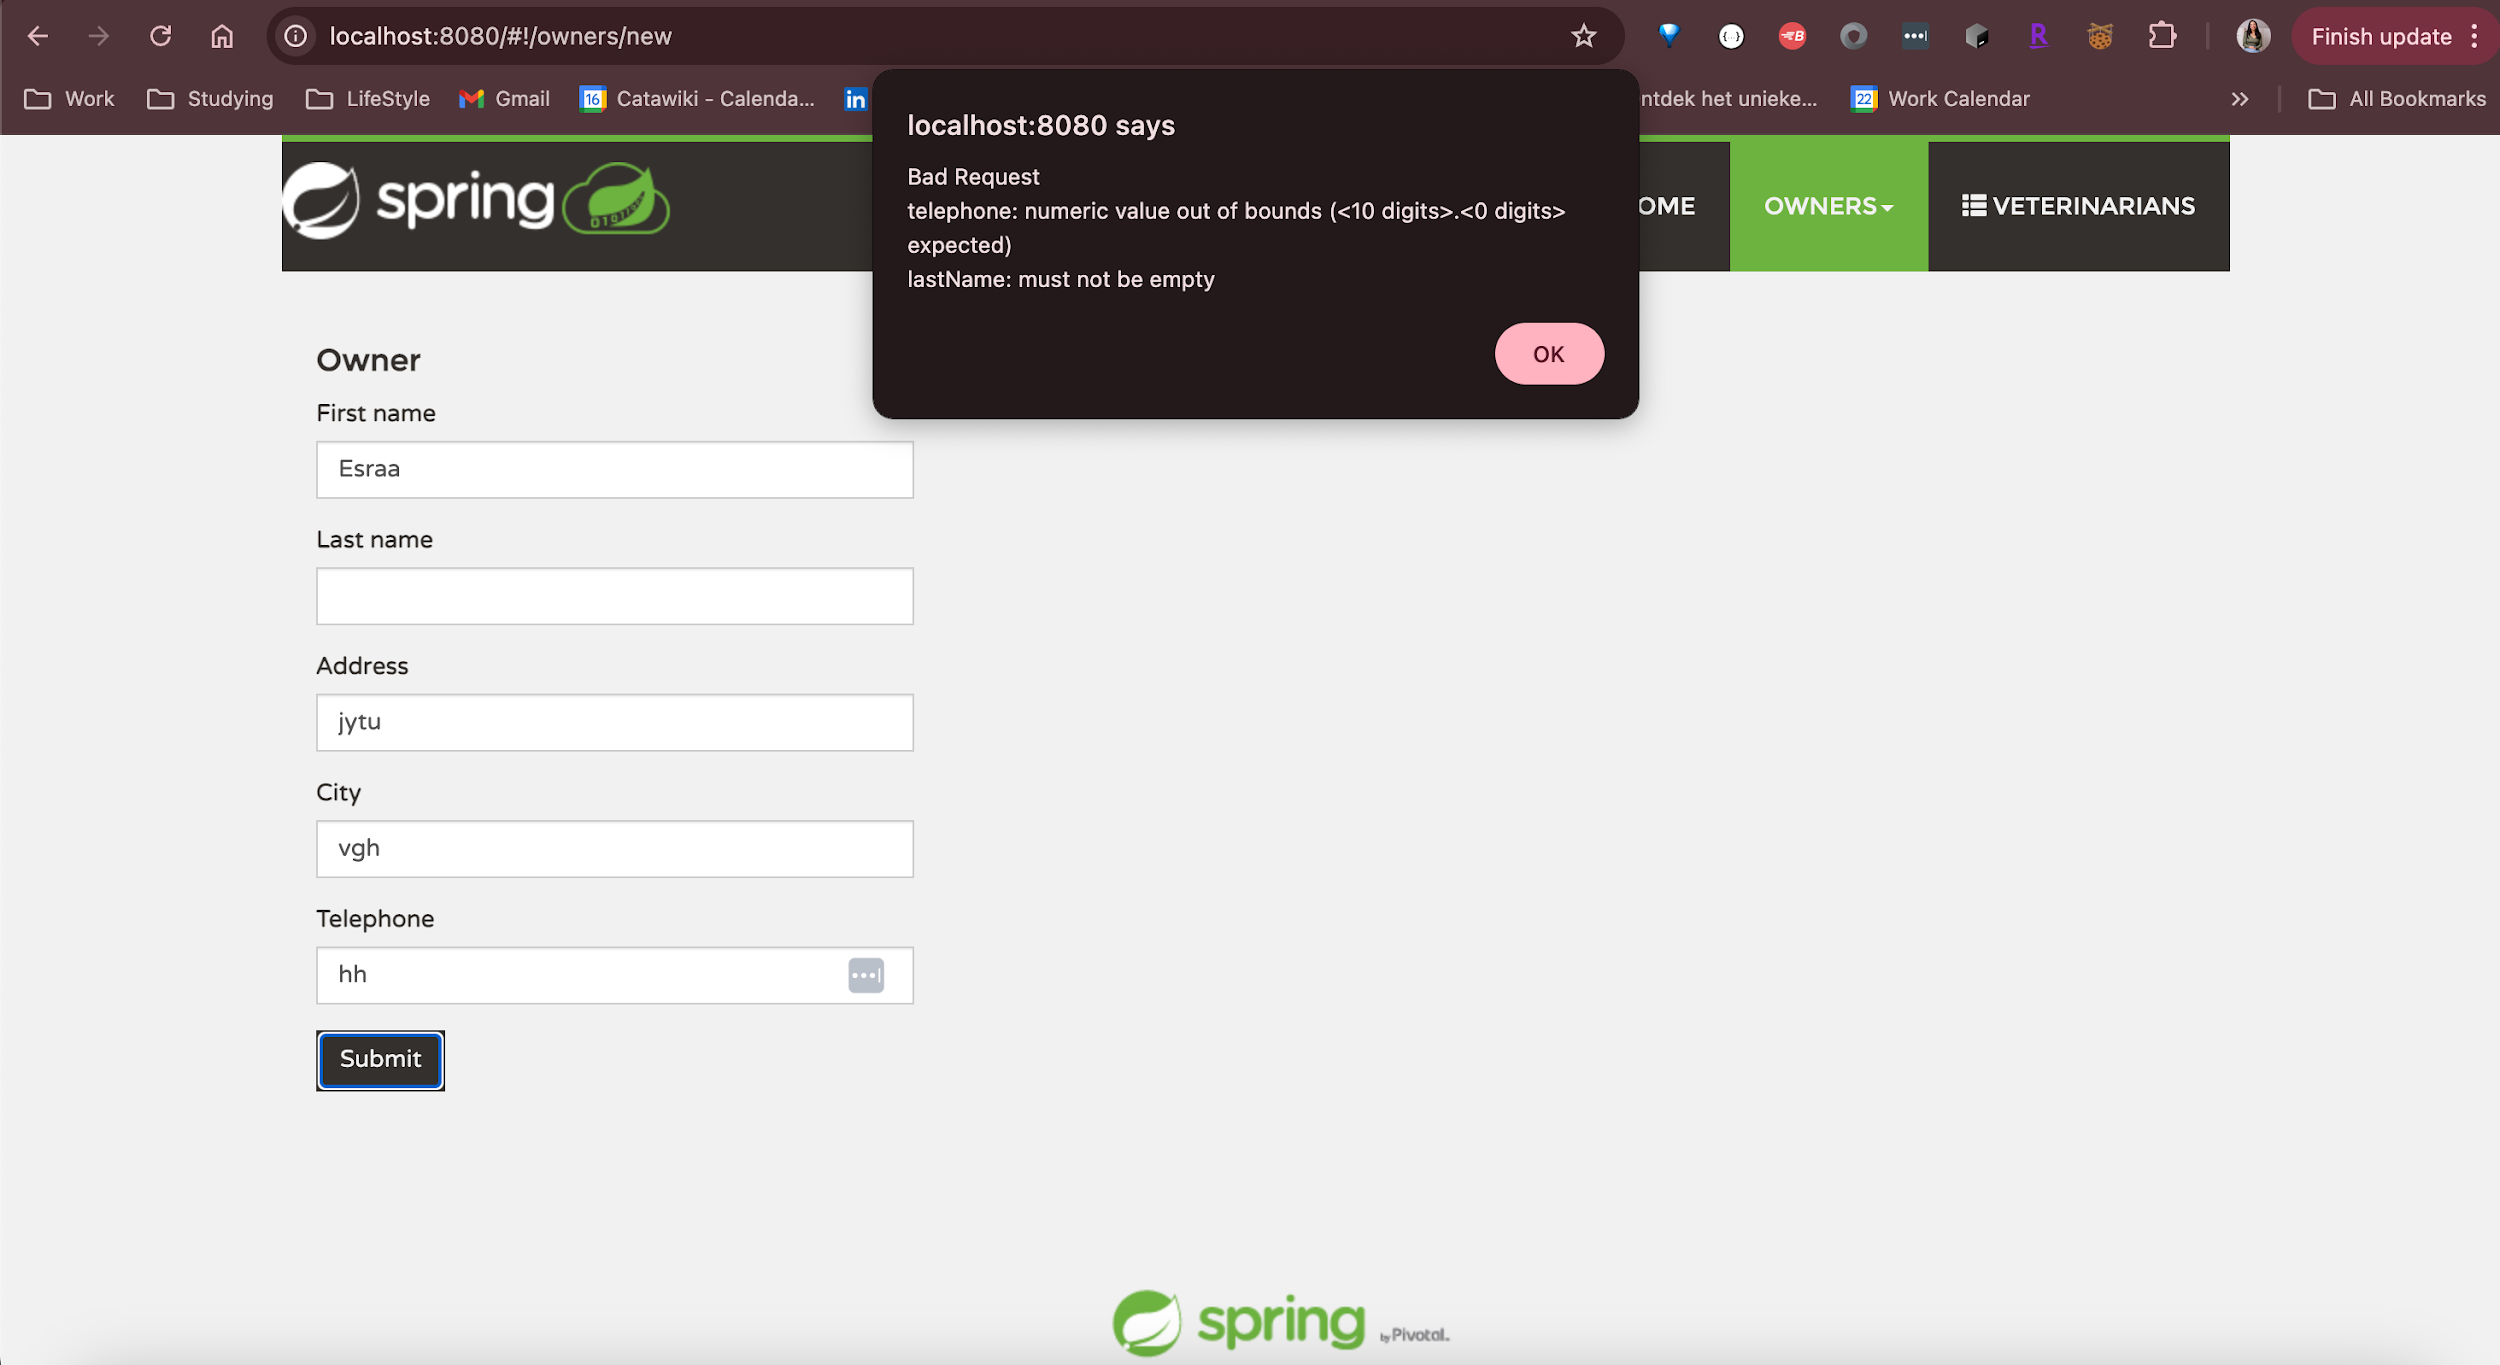 localhost:8080/#!/owners/new
Finish update
Work
Studying
LifeStyle
Gmail
16
Catawiki - Calenda...
in
ntdek het unieke...
22
Work Calendar
»
All Bookmarks
localhost:8080 says
Bad Request
telephone: numeric value out of bounds (<10 digits>.<0 digits>
expected)
lastName: must not be empty
OK
spring
OME
OWNERS
VETERINARIANS
Owner
First name
Esraa
Last name
Address
jytu
City
vgh
Telephone
hh
Submit
spring by Pivotal.